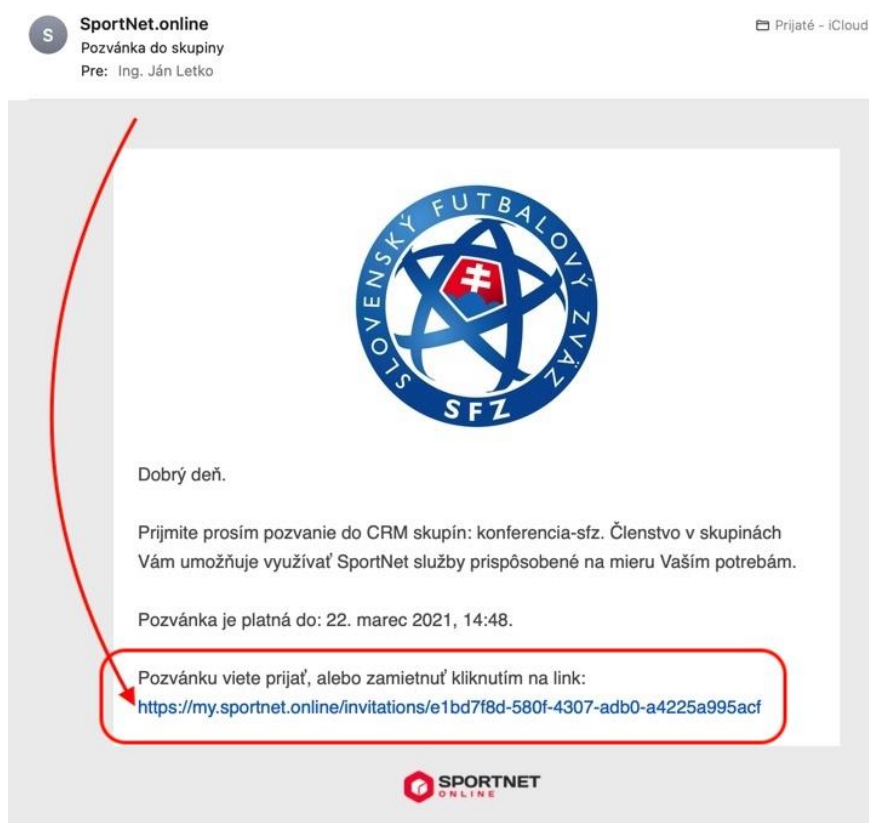 S
SportNet.online
Prijaté - iCloud
Pozvánka do skupiny
Pre: Ing. Ján Letko
SLOVENSKÝ FUTBALOVÝ ZVÄZ
SFZ
Dobrý deň.
Prijmite prosím pozvanie do CRM skupín: konferencia-sfz. Členstvo v skupinách
Vám umožňuje využívať SportNet služby prispôsobené na mieru Vaším potrebám.
Pozvánka je platná do: 22. marec 2021, 14:48.
Pozvánku viete prijať, alebo zamietnuť kliknutím na link:
https://my.sportnet.online/invitations/e1bd7f8d-580f-4307-adb0-a4225a995acf
SPORTNET
ONLINE